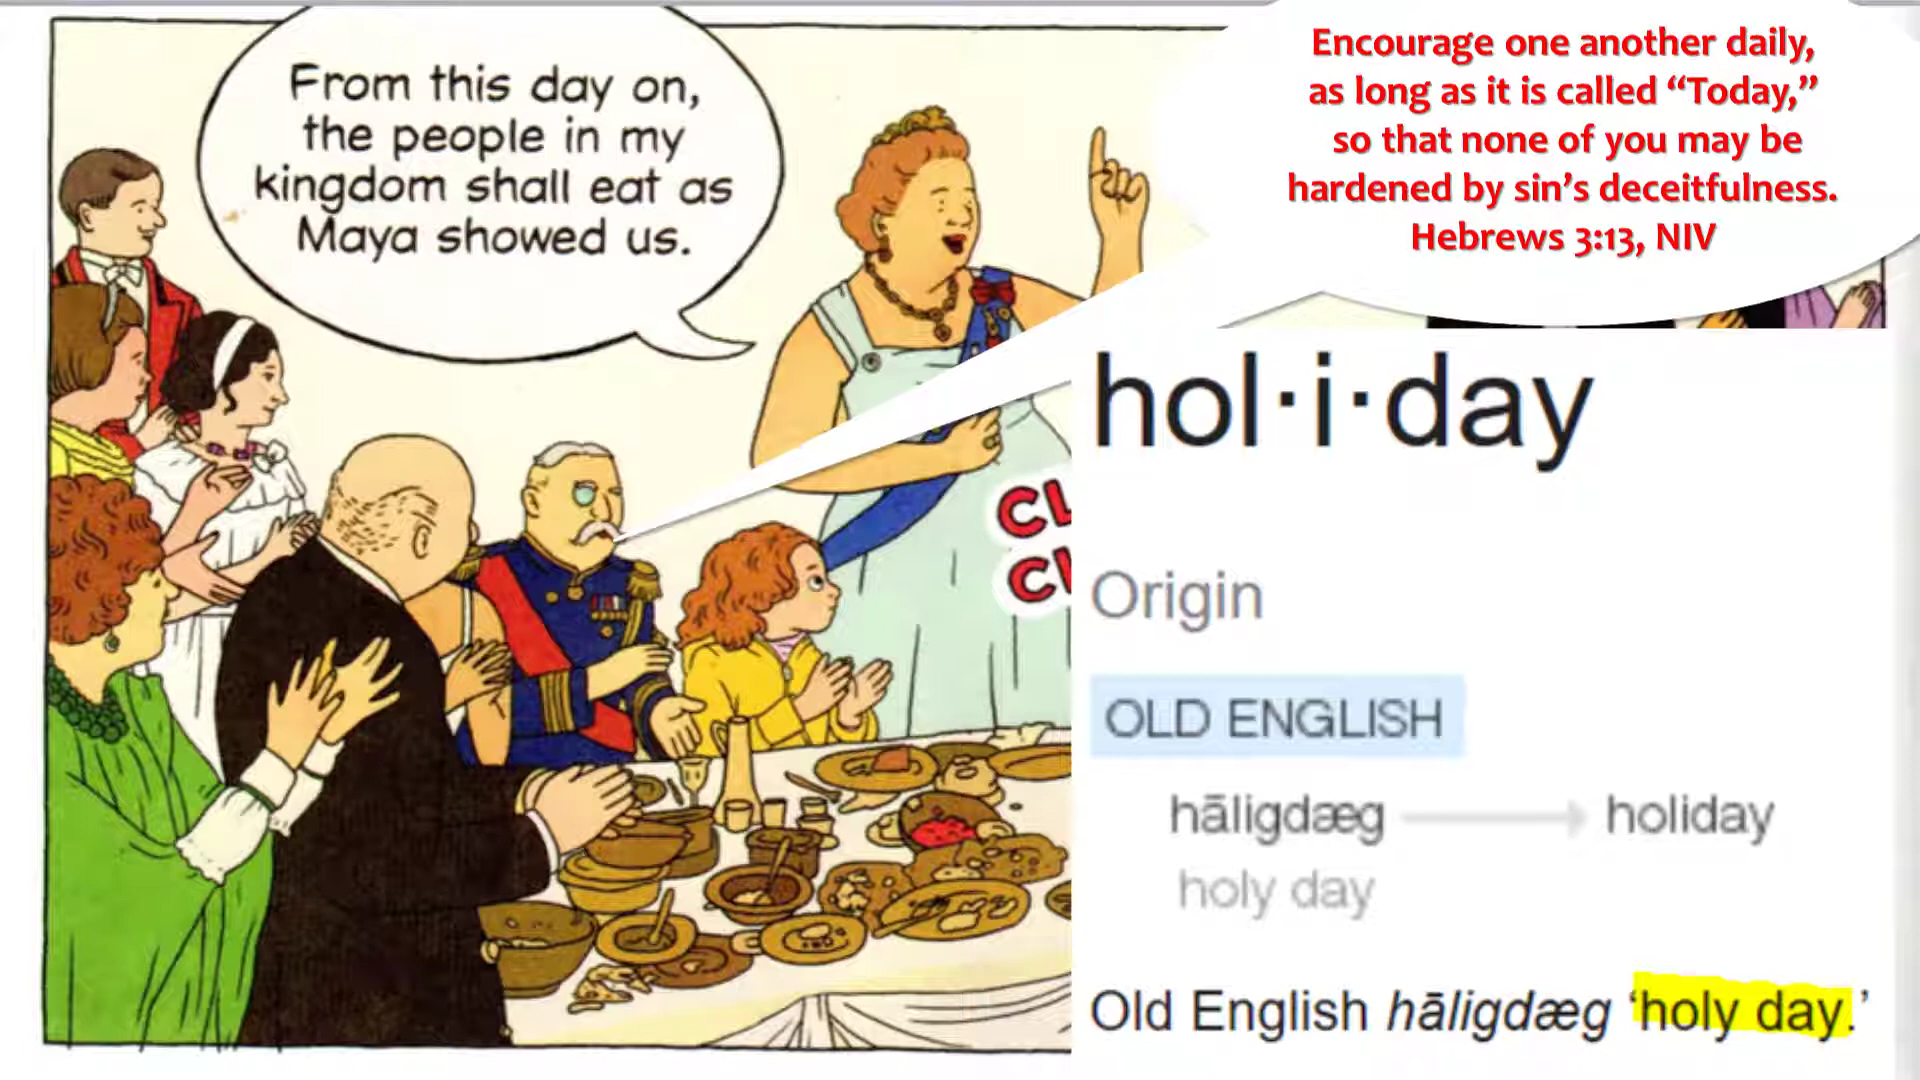 From this day on,
the people in my
kingdom shall eat as
Maya showed us.
Encourage one another daily,
as long as it is called “Today,”
so that none of you may be
hardened by sin’s deceitfulness.
Hebrews 3:13, NIV
hol·i·day
Origin
OLD ENGLISH
hāligdæg holiday
holy day
Old English hāligdæg ‘holy day.’